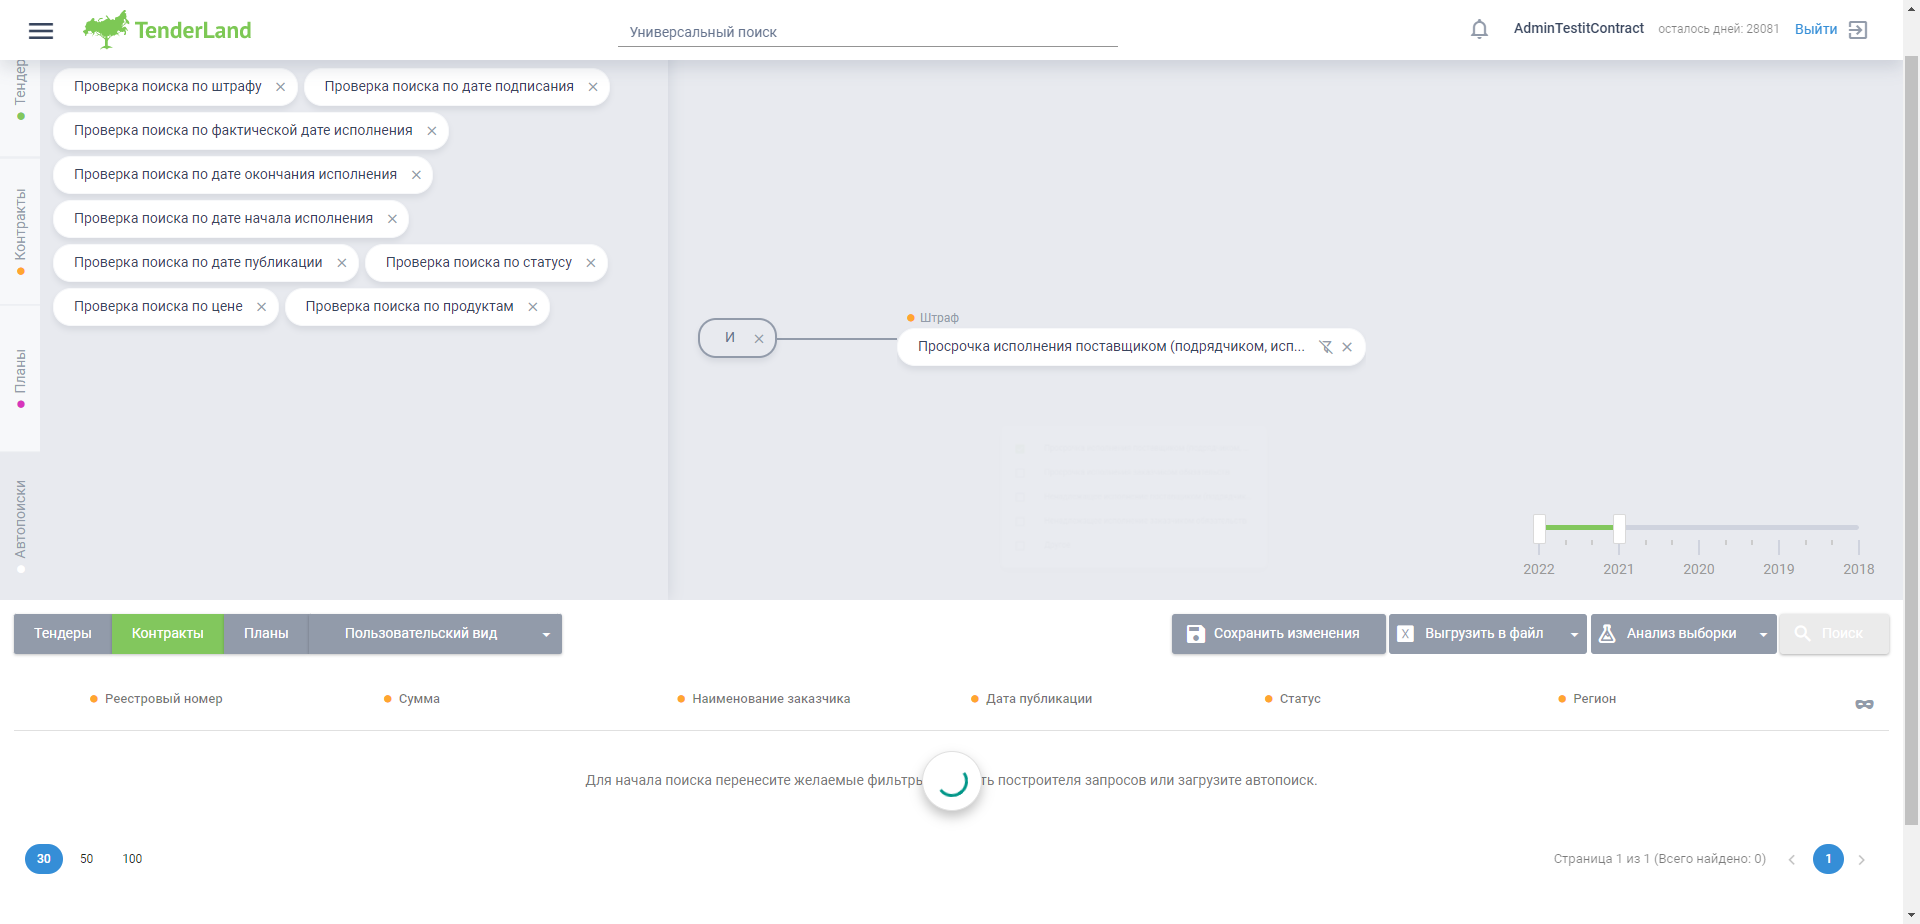 TenderLand
Универсальный поиск
AdminTestitContract
осталось дней: 28081
Выйти
Тендер
Контракты
Планы
Автопоиски
Проверка поиска по штрафу
Проверка поиска по дате подписания
Проверка поиска по фактической дате исполнения
Проверка поиска по дате окончания исполнения
Проверка поиска по дате начала исполнения
Проверка поиска по дате публикации
Проверка поиска по статусу
Проверка поиска по цене
Проверка поиска по продуктам
И
Штраф
Просрочка исполнения поставщиком (подрядчиком, исп...
2022 2021 2020 2019 2018
Тендеры Контракты Планы Пользовательский вид
Сохранить изменения
X Выгрузить в файл
Анализ выборки
Поиск
Реестровый номер Сумма Наименование заказчика Дата публикации Статус Регион
Для начала поиска перенесите желаемые фильтры ть построителя запросов или загрузите автопоиск.
30 50 100
Страница 1 из 1 (Всего найдено: 0)
1